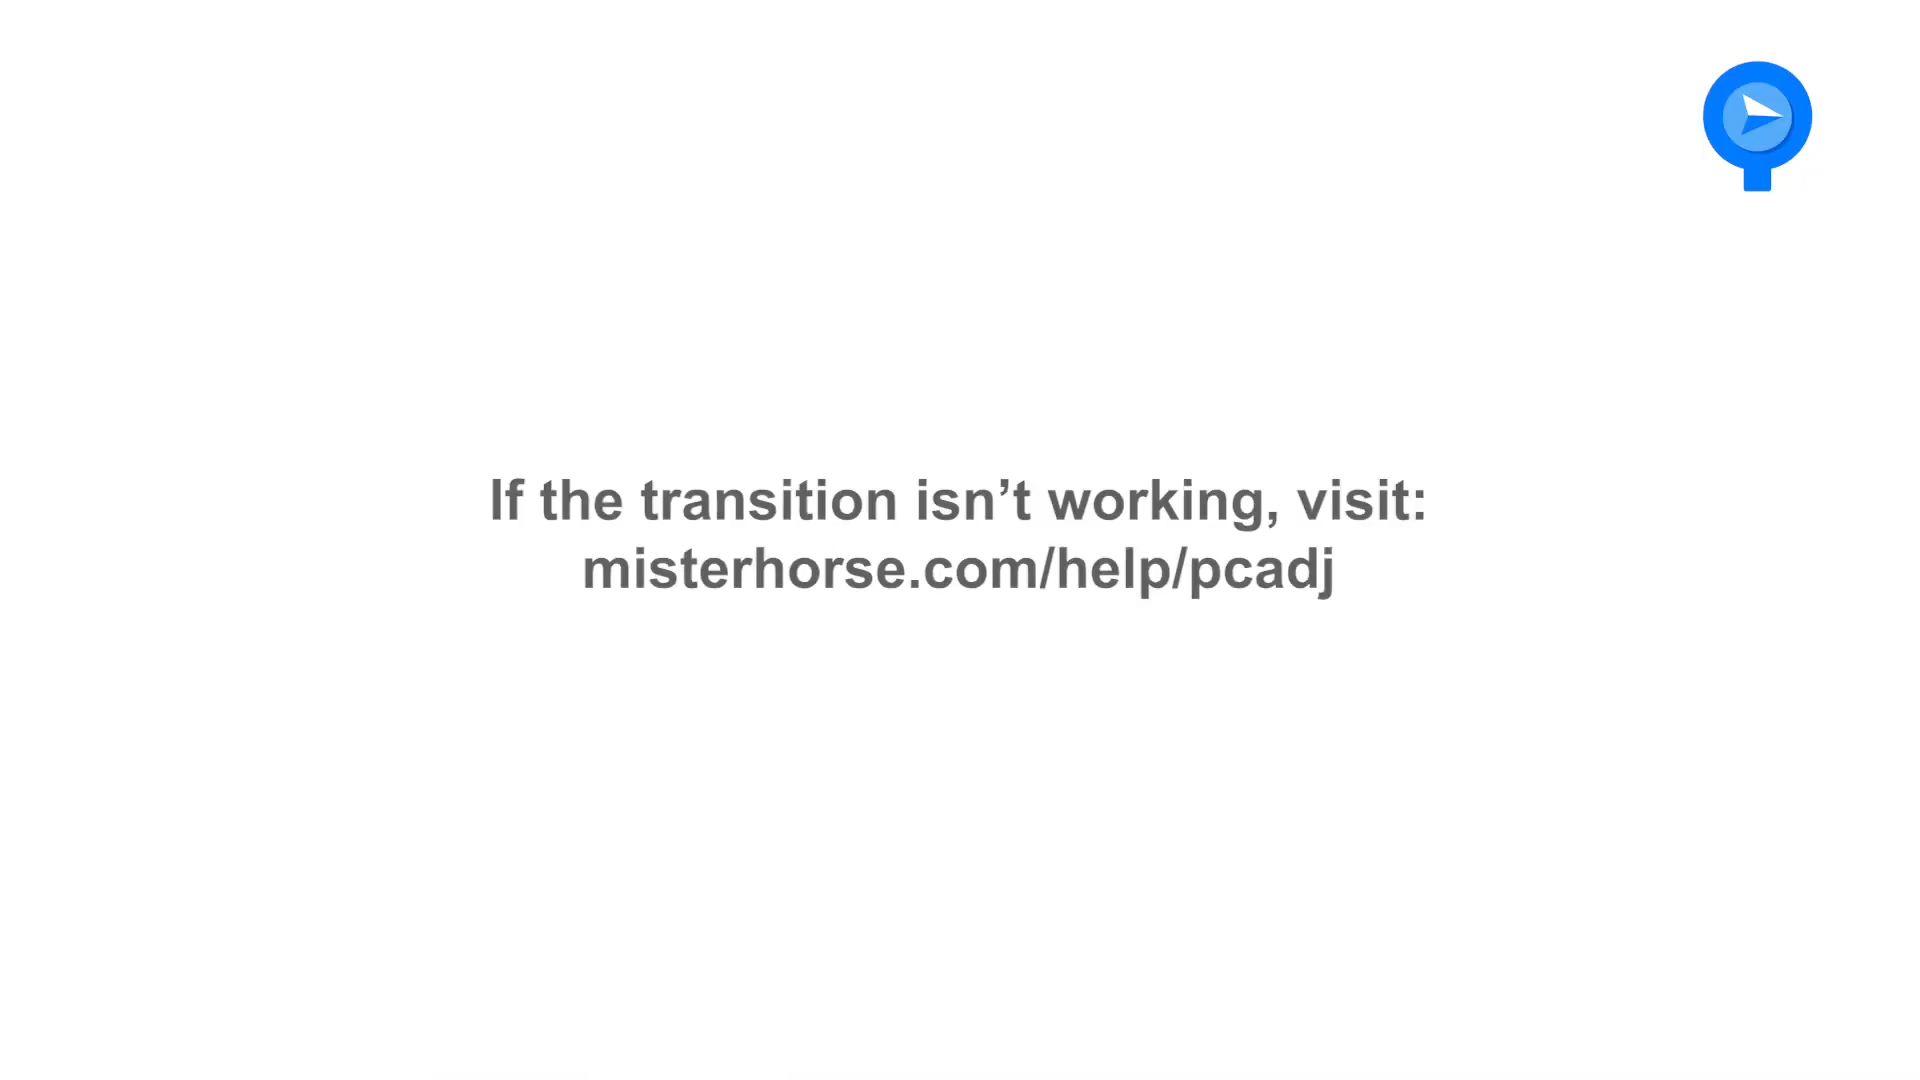 If the transition isn’t working, visit:
misterhorse.com/help/pcadj